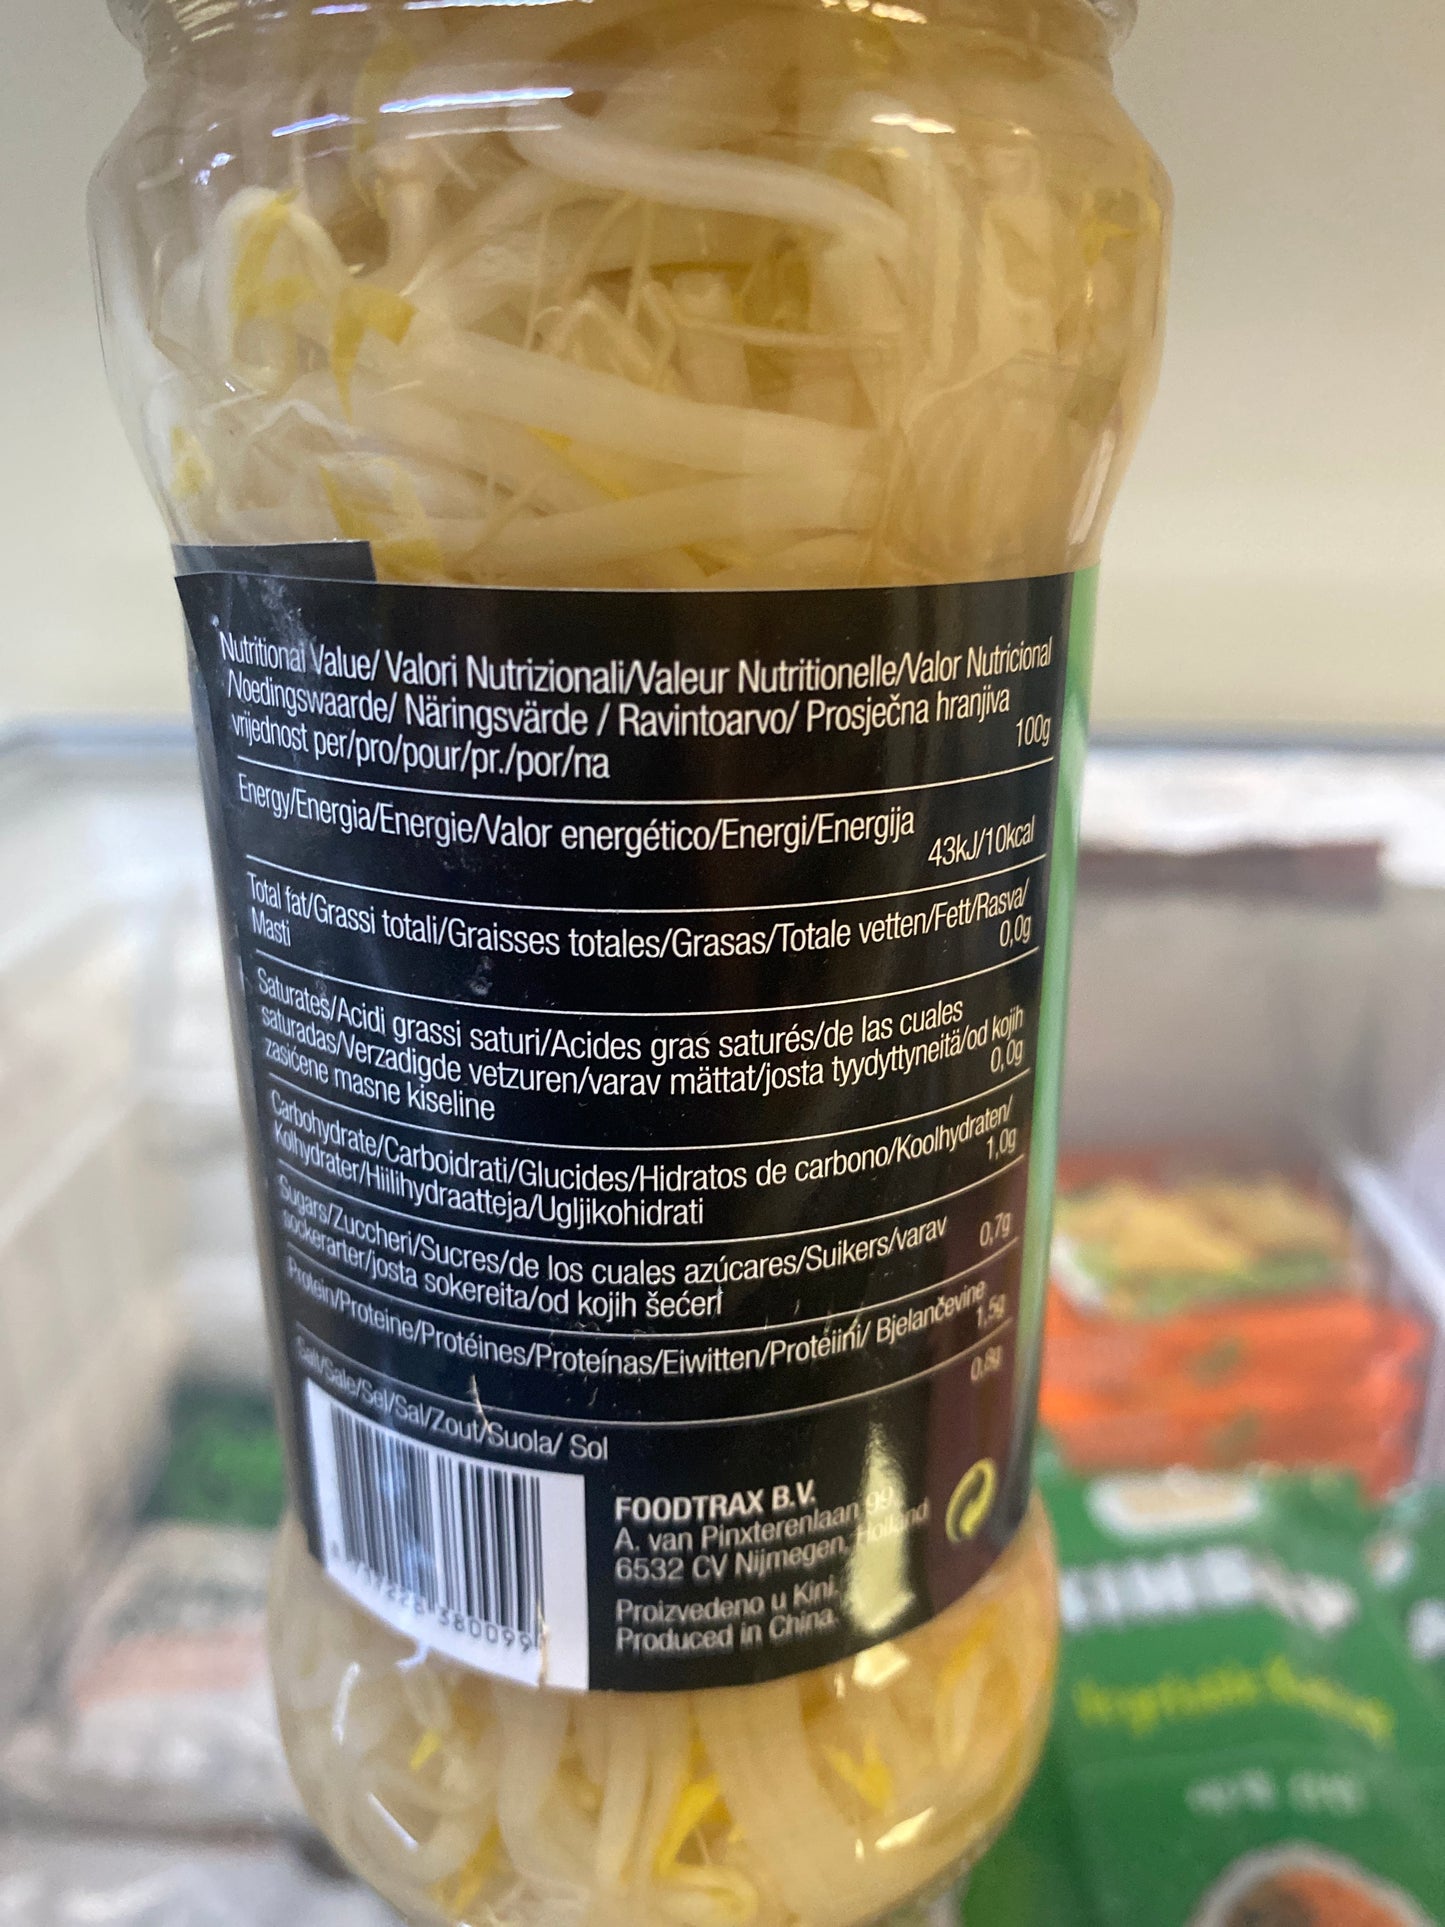 Nutritional Value/ Valori Nutrizionali/Valeur Nutritionelle/Valor Nutricional
Noedingswaarde/ Näringsvärde / Ravintoarvo/ Prosječna hranjiva
vrijednost per/pro/pour/pr./por/na
100g
Energy/Energia/Energie/Valor energético/Energi/Energija
43kJ/10kcal
Total fat/Grassi totali/Graisses totales/Grasas/Totale vetten/Fett/Rasva/
Masti
0,0g
Saturates/Acidi grassi saturi/Acides gras saturés/de las cuales
saturadas/Verzadigde vetzuren/varav mättat/josta tyydyttyneitä/od kojih
zasićene masne kiseline
0,0g
Carbohydrate/Carboidrati/Glucides/Hidratos de carbono/Koolhydraten/
Kolhydrater/Hiilihydraatteja/Ugljikohidrati
1,0g
Sugars/Zuccheri/Sucres/de los cuales azúcares/Suikers/varav
sockerarter/josta sokereita/od kojih šećeri
0,7g
Protein/Proteine/Protéines/Proteínas/Eiwitten/Protéiini/ Bjelančevine
1,5g
Salt/Sale/Sel/Sal/Zout/Suola/ Sol
0,8g
FOODTRAX B.V.
A. van Pinxterenlaan 99,
6532 CV Nijmegen, Holland
Proizvedeno u Kini.
Produced in China.
380099